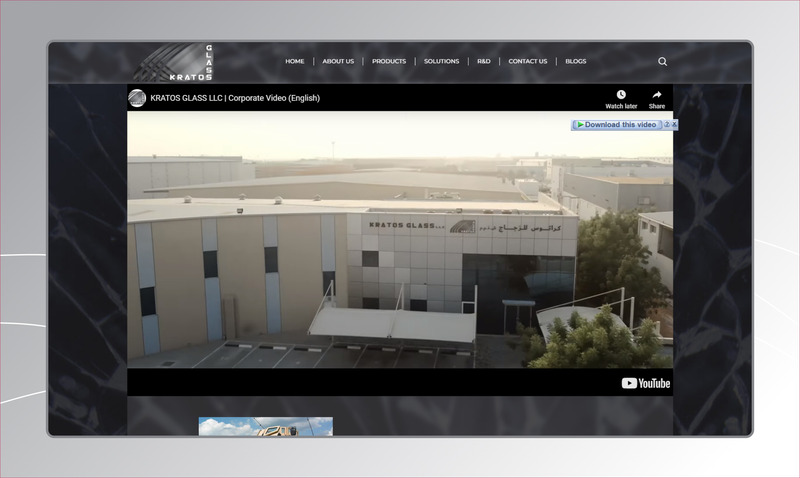 GLASS
KRATOS
HOME
ABOUT US
PRODUCTS
SOLUTIONS
R&D
CONTACT US
BLOGS
KRATOS GLASS LLC | Corporate Video (English)
Watch later
Share
Download this video ? X
KRATOS GLASS LLC
كراتوس للزجاج ذ.م.م
YouTube